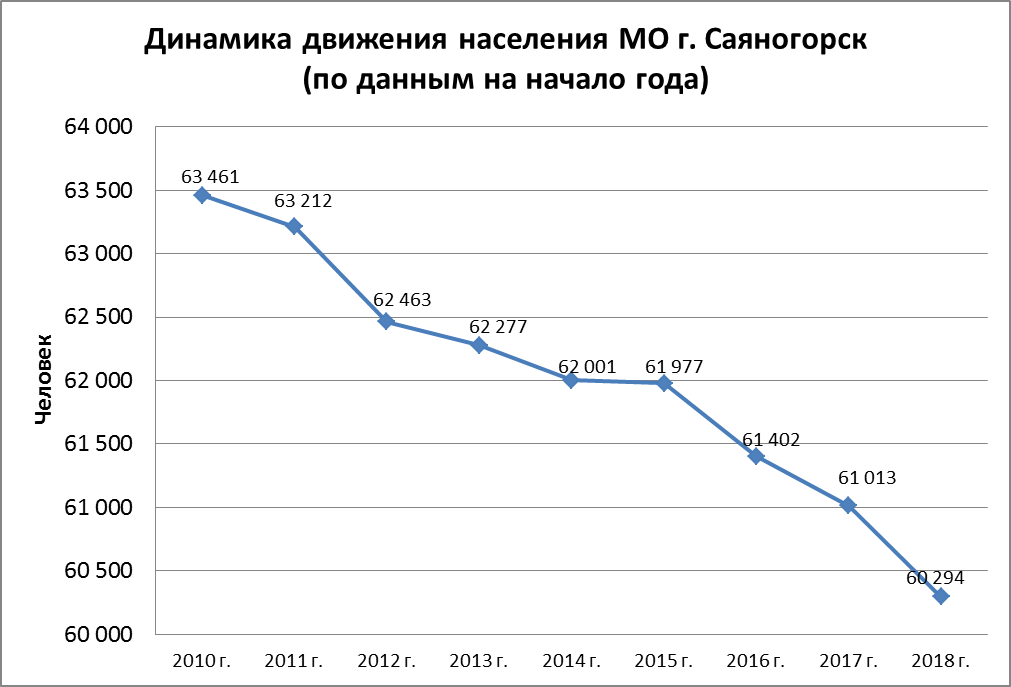 Динамика движения населения МО г. Саяногорск
(по данным на начало года)
64 000
63 500
63 000
62 500
62 000
61 500
61 000
60 500
60 000
Человек
63 461
63 212
62 463
62 277
62 001
61 977
61 402
61 013
60 294
2010 г.
2011 г.
2012 г.
2013 г.
2014 г.
2015 г.
2016 г.
2017 г.
2018 г.